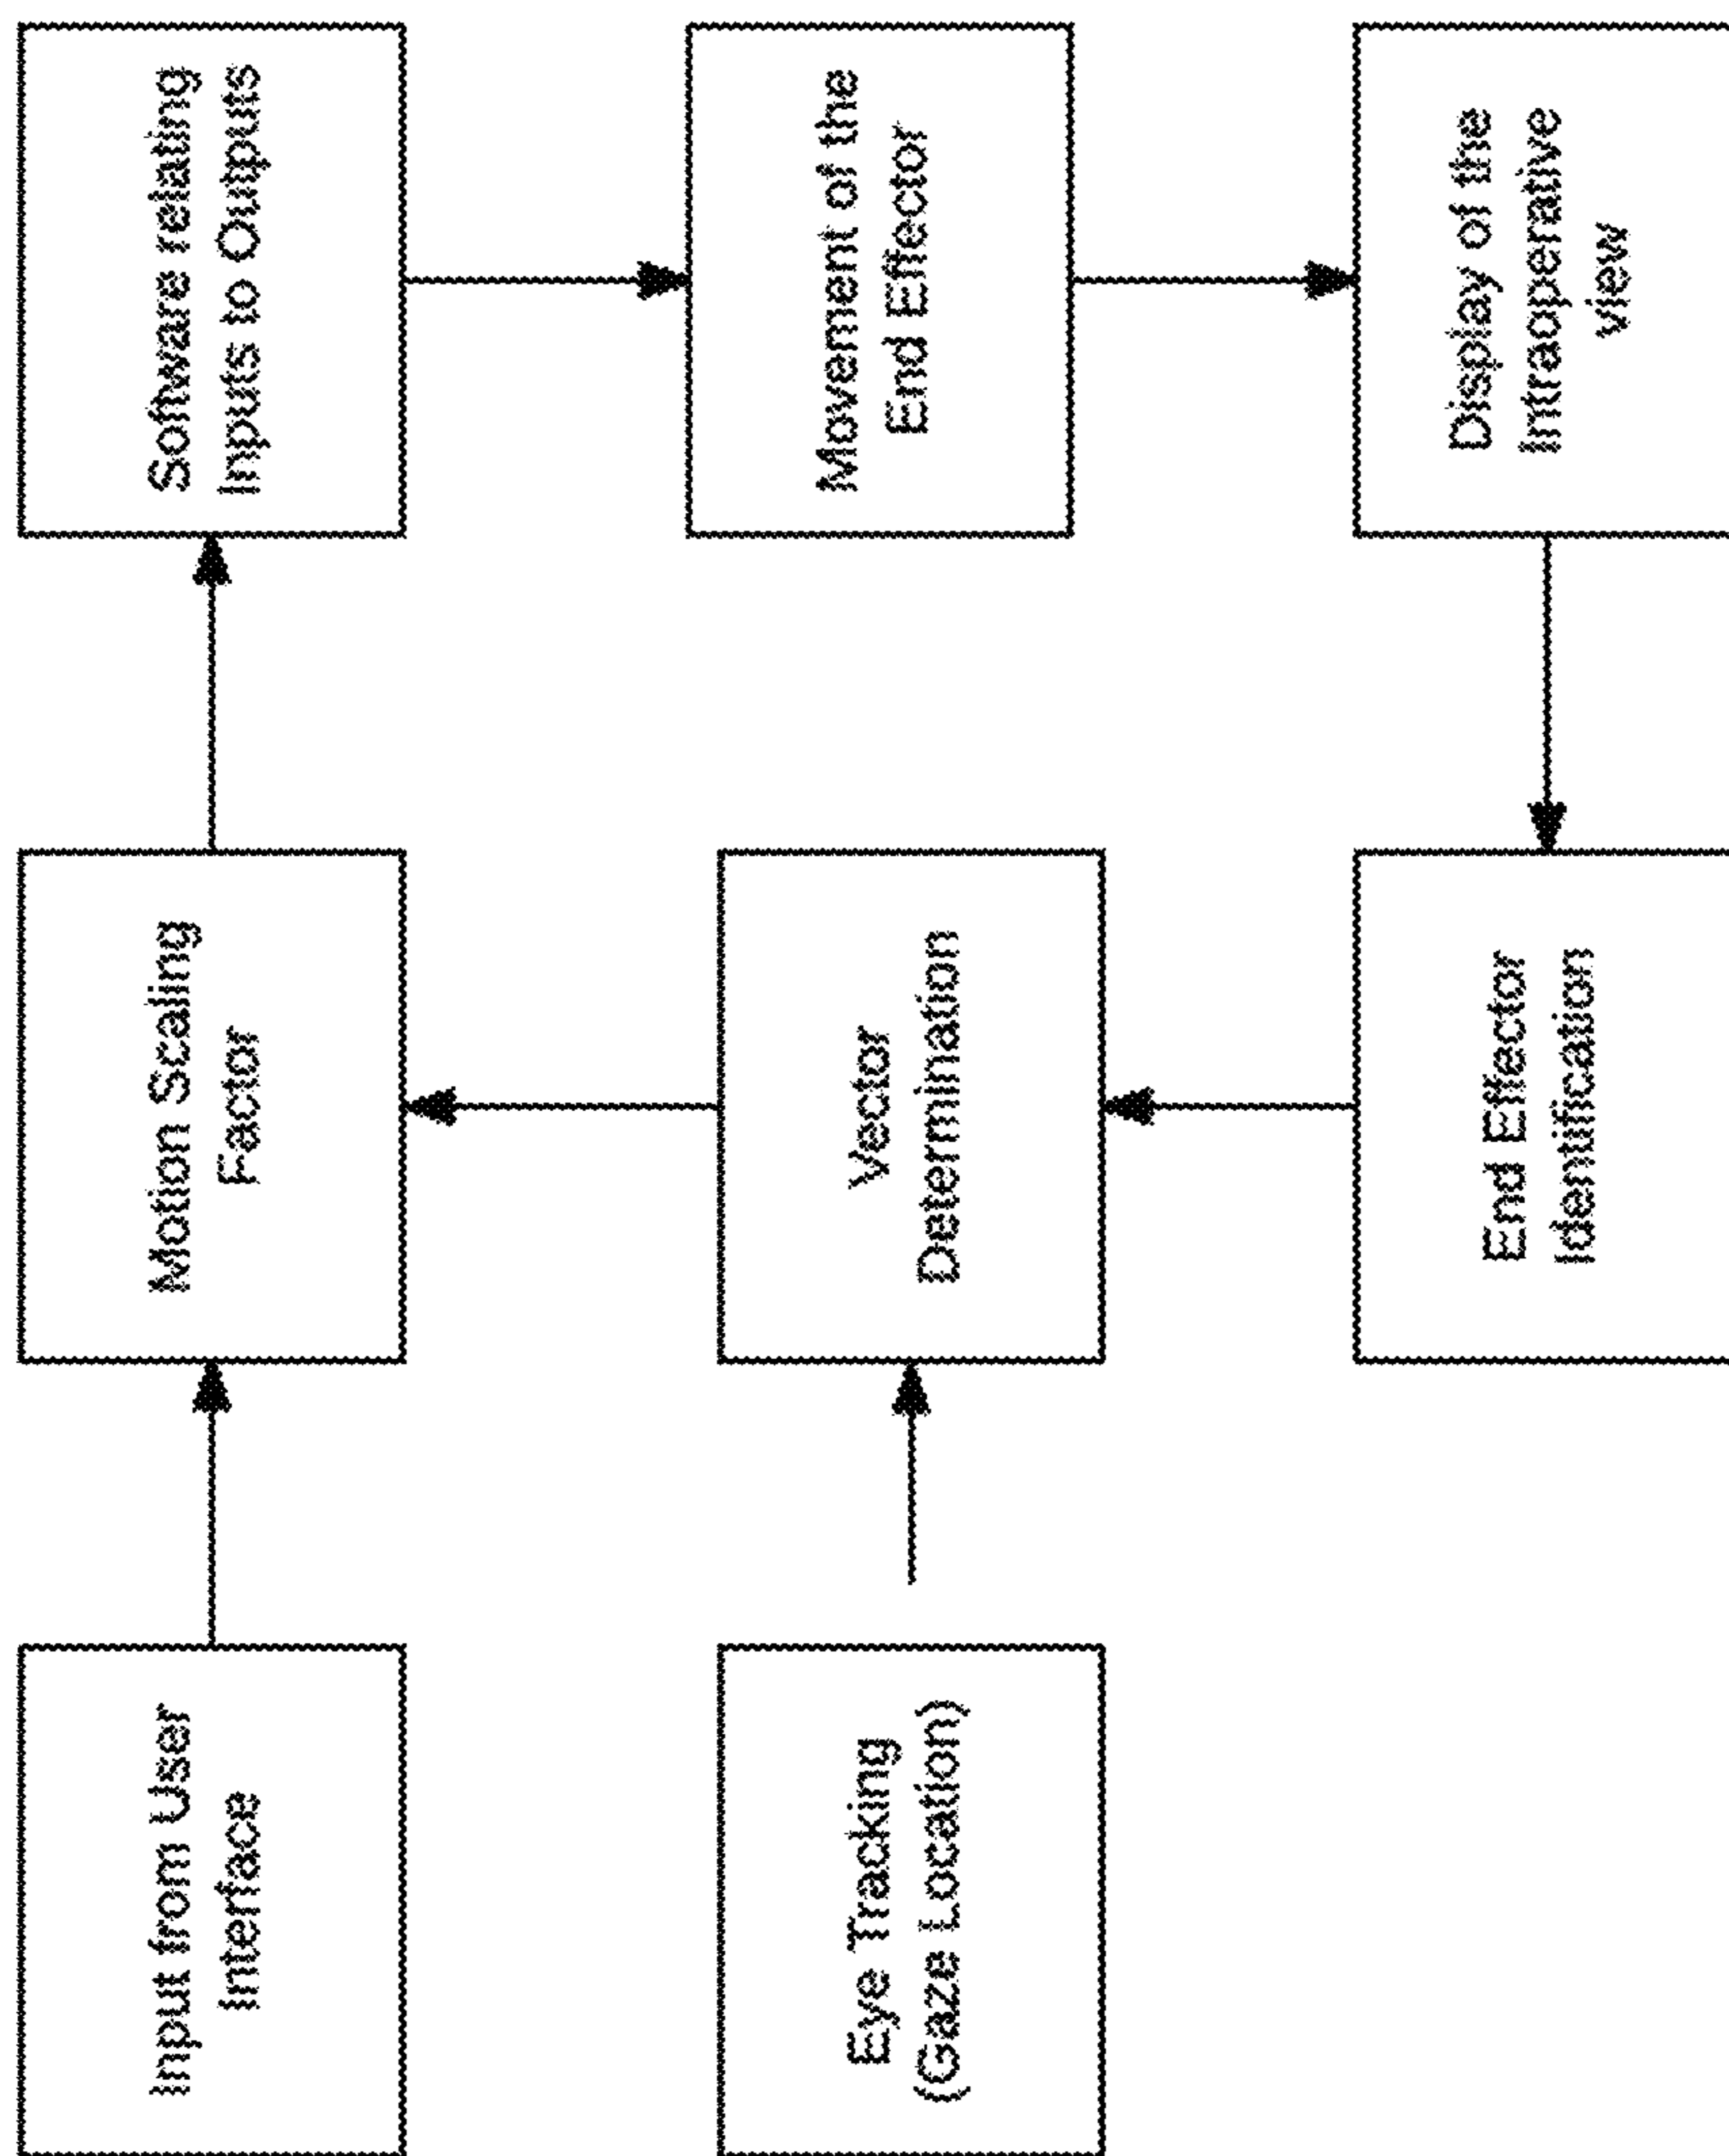 Input from User
Interface
Motion Scaling
Factor
Software relating
Inputs to Outputs
Eye Tracking
(Gaze Location)
Vector
Determination
Movement of the
End Effector
End Effector
Identification
Display of the
Intraoperative
view